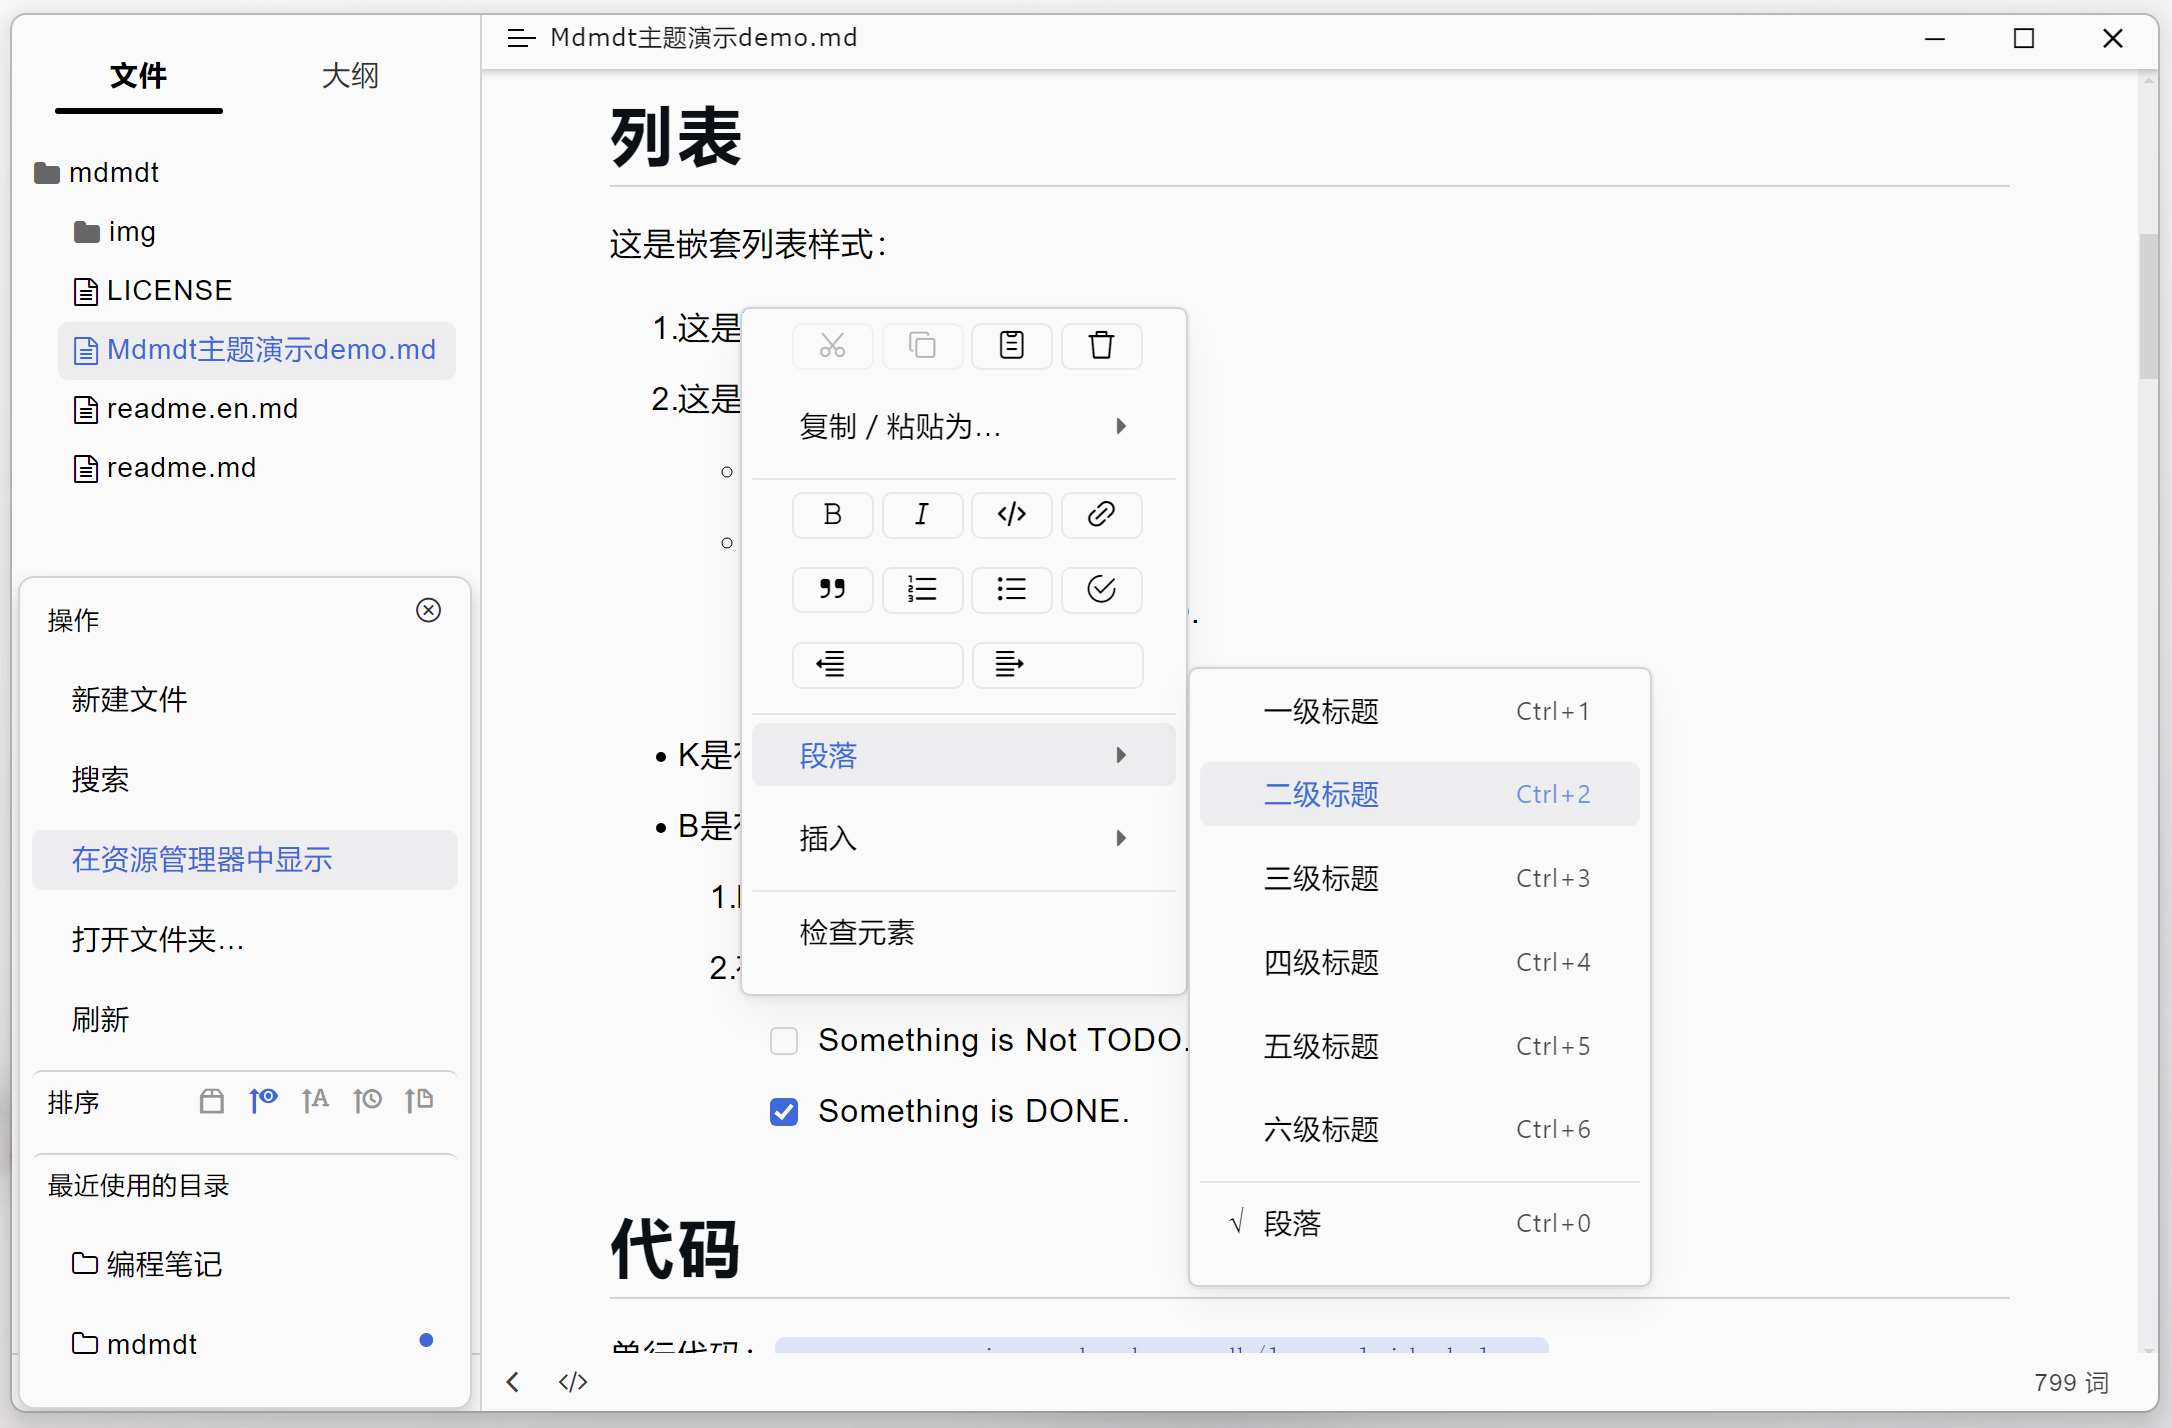 文件
大纲
mdmdt
img
LICENSE
Mdmdt主题演示demo.md
readme.en.md
readme.md
操作
新建文件
搜索
在资源管理器中显示
打开文件夹...
刷新
排序
最近使用的目录
编程笔记
mdmdt
Mdmdt主题演示demo.md
列表
这是嵌套列表样式：
1.这是
2.这是
复制 / 粘贴为...
B I </>
段落
插入
检查元素
一级标题 Ctrl+1
二级标题 Ctrl+2
三级标题 Ctrl+3
四级标题 Ctrl+4
五级标题 Ctrl+5
六级标题 Ctrl+6
√ 段落 Ctrl+0
K是
B是
1.
2.
Something is Not TODO.
Something is DONE.
代码
单行代码：
</>
799 词